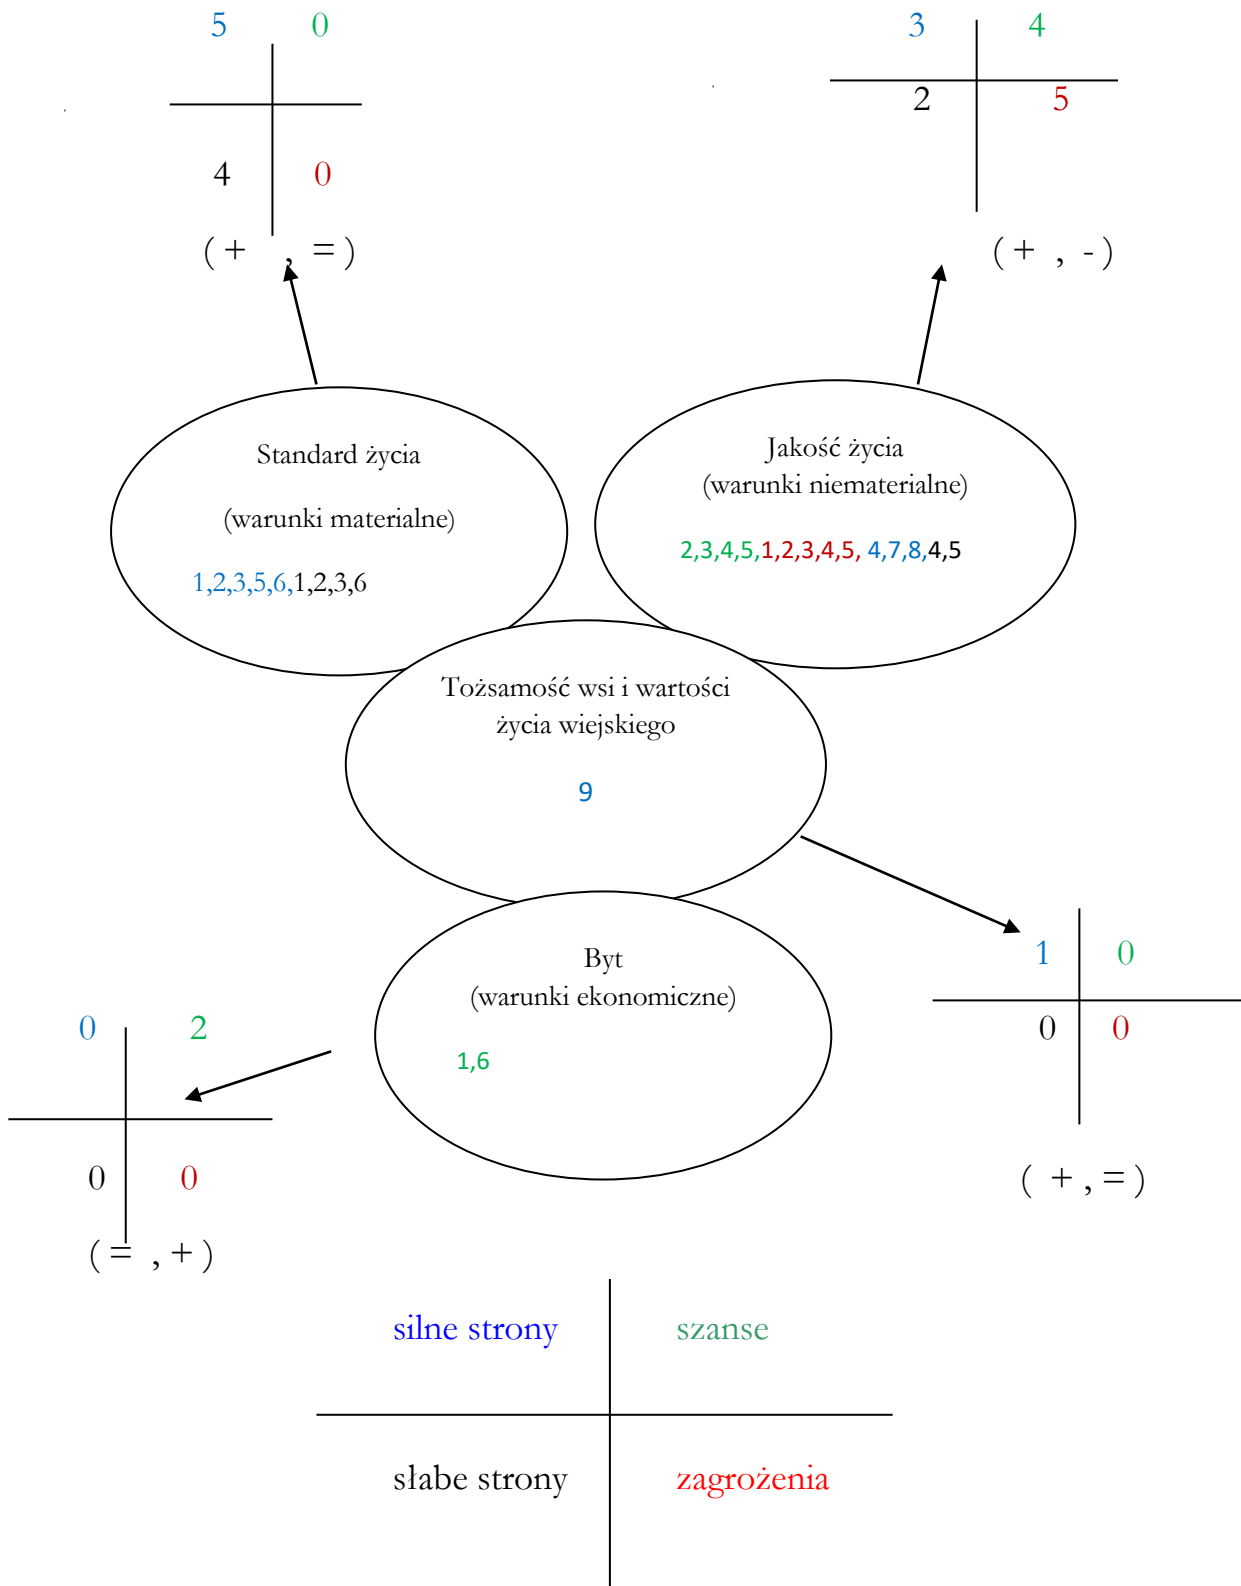 5 0
4 0
( + , = )
3 4
2 5
( + , - )
Standard życia
(warunki materialne)
1,2,3,5,6,1,2,3,6
Jakość życia
(warunki niematerialne)
2,3,4,5,1,2,3,4,5, 4,7,8,4,5
Tożsamość wsi i wartości
życia wiejskiego
9
1 0
0 0
( + , = )
Byt
(warunki ekonomiczne)
1,6
0 2
0 0
( = , + )
silne strony szanse
słabe strony zagrożenia